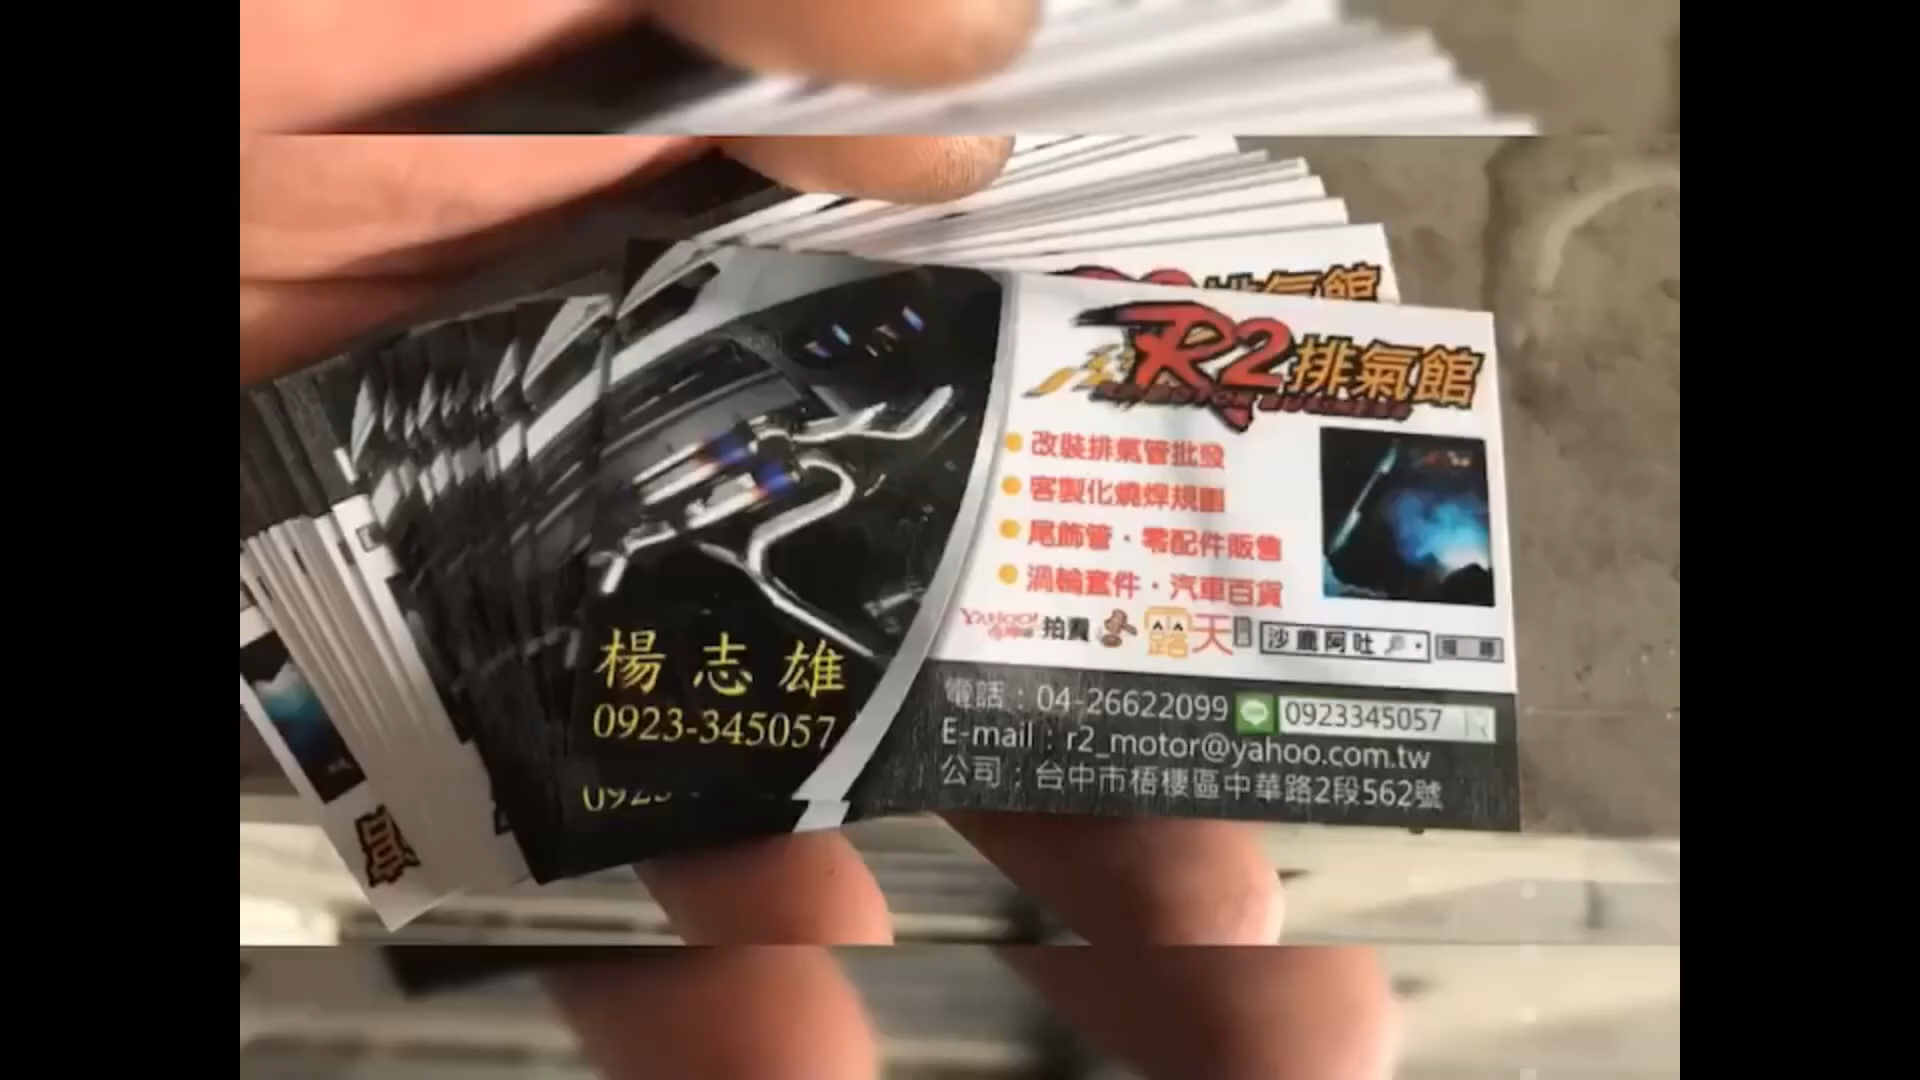 R2排氣館
改裝排氣管批發
客製化燒焊規劃
尾飾管・零配件販售
渦輪套件・汽車百貨
YAHOO! 拍賣 露天 沙鹿阿吐 搜尋
楊志雄
0923-345057
電話：04-26622099 0923345057
E-mail：r2_motor@yahoo.com.tw
公司：台中市梧棲區中華路2段562號